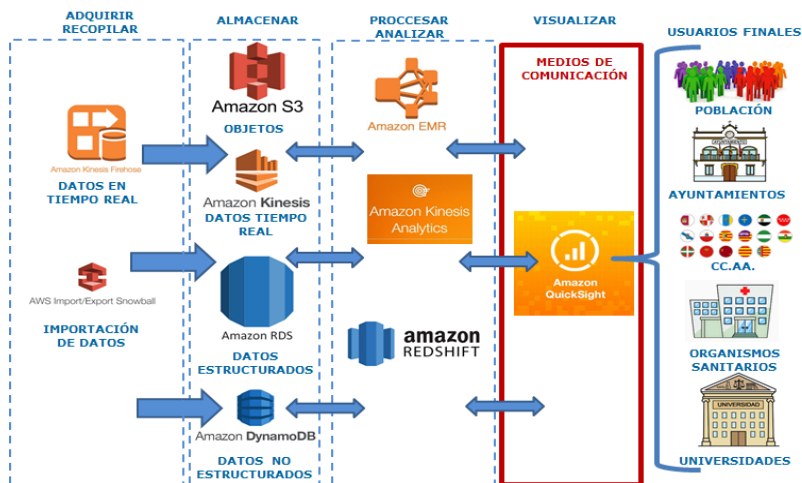 ADQUIRIR
RECOPILAR
Amazon Kinesis Firehose
DATOS EN
TIEMPO REAL
AWS Import/Export Snowball
IMPORTACIÓN
DE DATOS
ALMACENAR
Amazon S3
OBJETOS
Amazon Kinesis
DATOS TIEMPO
REAL
Amazon RDS
DATOS
ESTRUCTURADOS
Amazon DynamoDB
DATOS NO
ESTRUCTURADOS
PROCCESAR
ANALIZAR
Amazon EMR
Amazon Kinesis
Analytics
amazon
REDSHIFT
VISUALIZAR
MEDIOS DE
COMUNICACIÓN
Amazon
QuickSight
USUARIOS FINALES
POBLACIÓN
AYUNTAMIENTOS
CC.AA.
ORGANISMOS
SANITARIOS
UNIVERSIDAD
UNIVERSIDADES